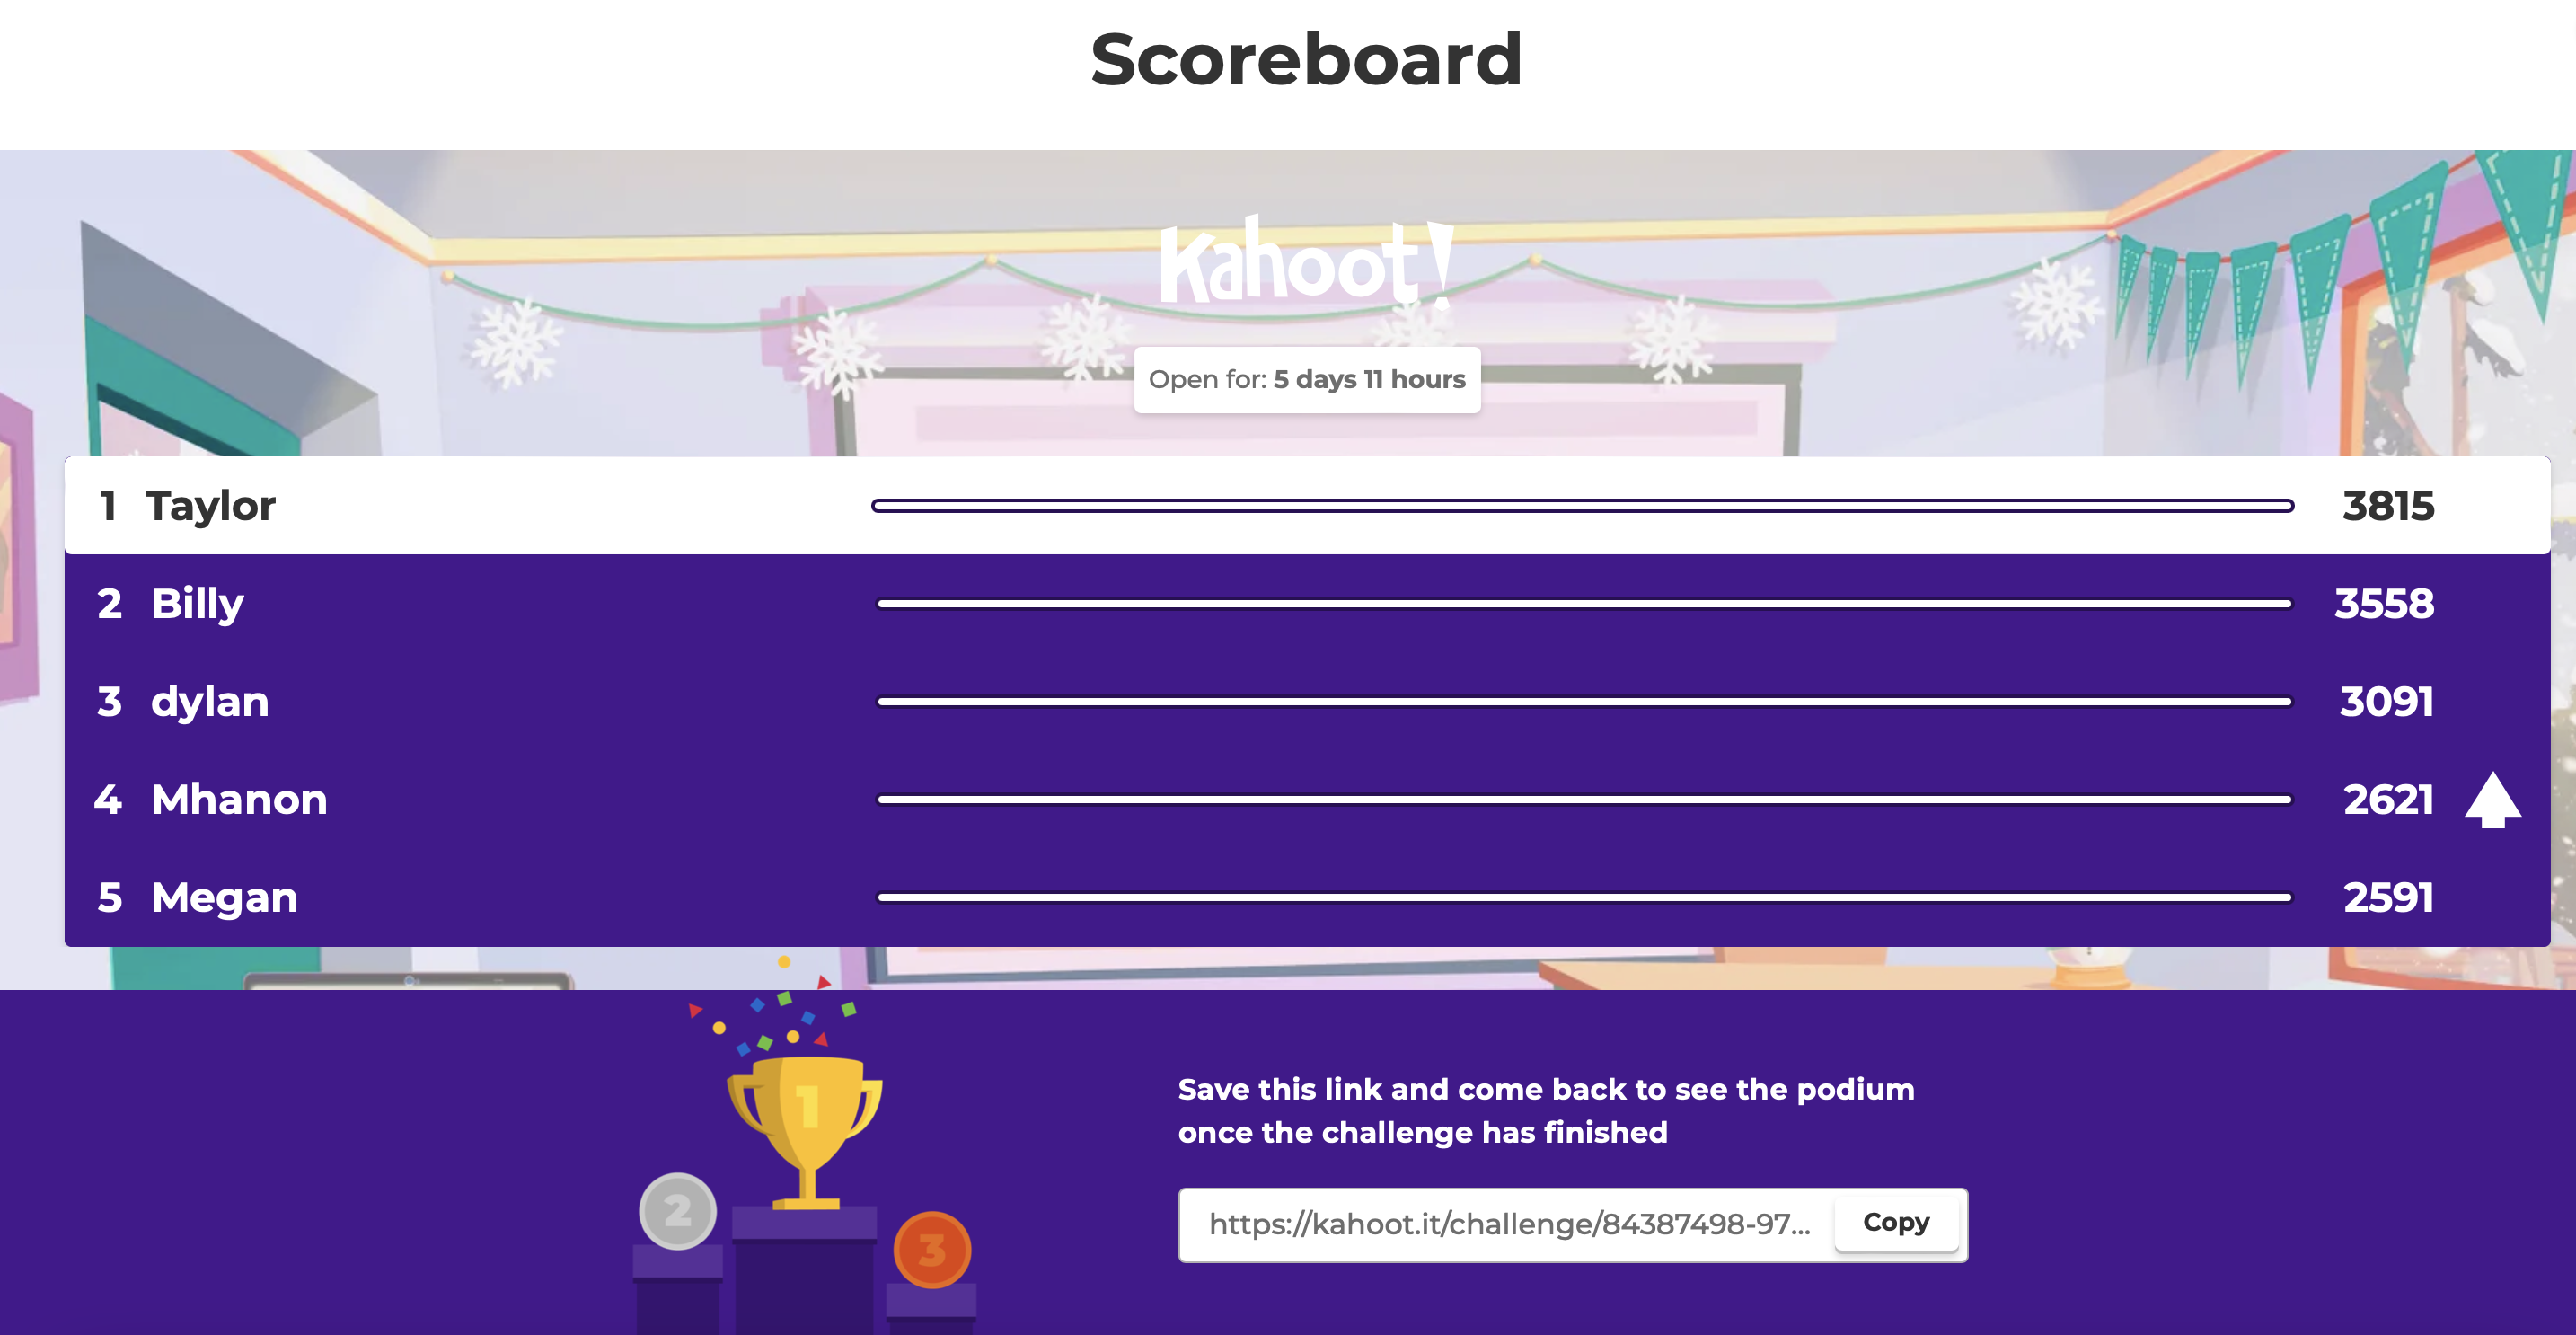 Scoreboard
Kahoot!
Open for: 5 days 11 hours
1 Taylor 3815
2 Billy 3558
3 dylan 3091
4 Mhanon 2621
5 Megan 2591
1
2
3
Save this link and come back to see the podium
once the challenge has finished
https://kahoot.it/challenge/84387498-97... Copy